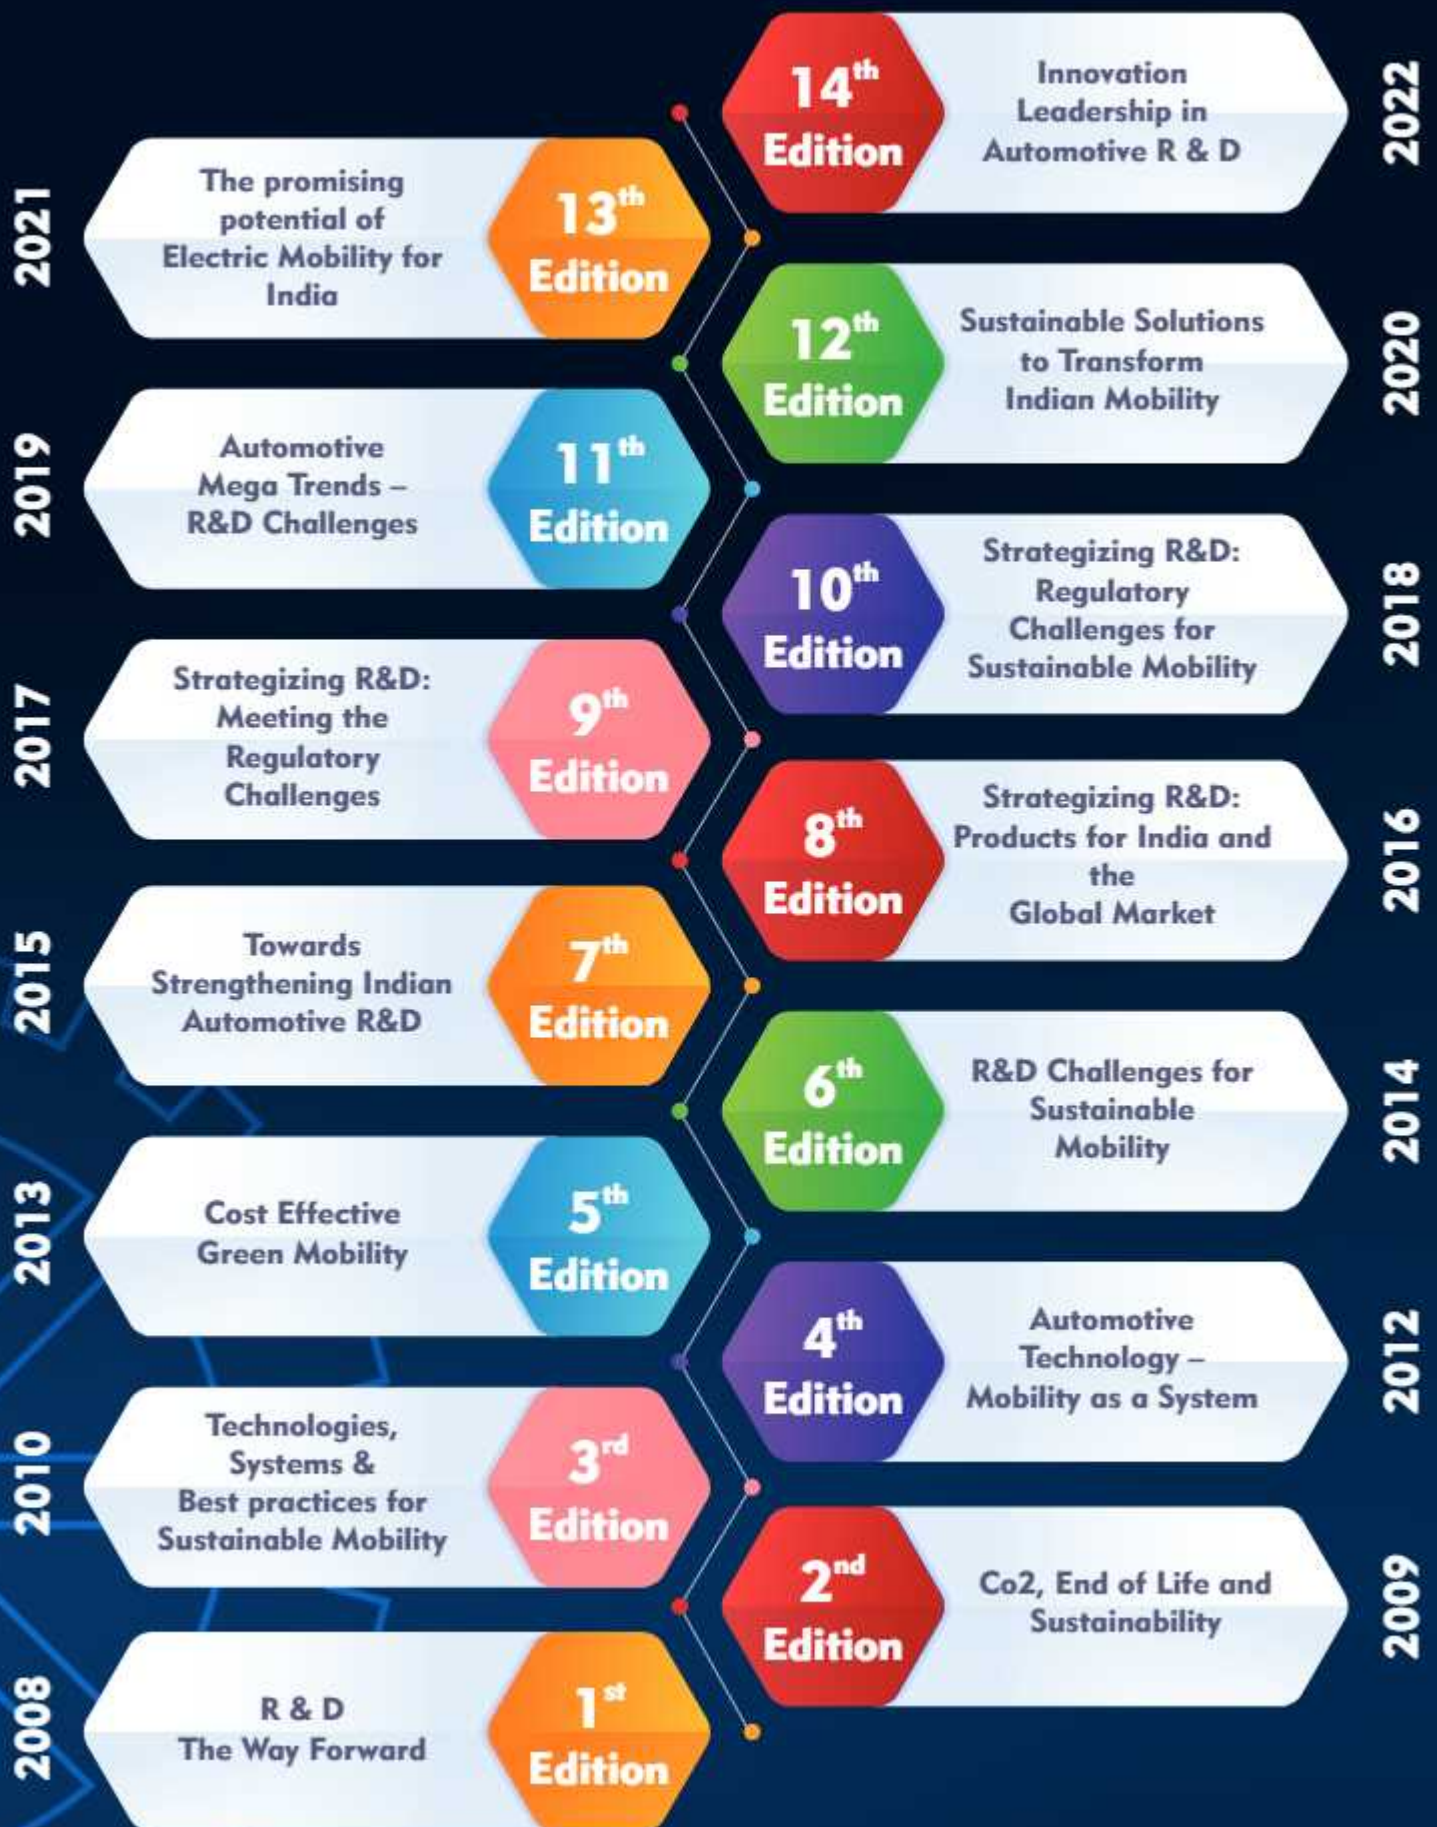 14th
Edition
Innovation
Leadership in
Automotive R & D
2022
2021
The promising
potential of
Electric Mobility for
India
13th
Edition
12th
Edition
Sustainable Solutions
to Transform
Indian Mobility
2020
2019
Automotive
Mega Trends –
R&D Challenges
11th
Edition
10th
Edition
Strategizing R&D:
Regulatory
Challenges for
Sustainable Mobility
2018
2017
Strategizing R&D:
Meeting the
Regulatory
Challenges
9th
Edition
8th
Edition
Strategizing R&D:
Products for India and
the
Global Market
2016
2015
Towards
Strengthening Indian
Automotive R&D
7th
Edition
6th
Edition
R&D Challenges for
Sustainable
Mobility
2014
2013
Cost Effective
Green Mobility
5th
Edition
4th
Edition
Automotive
Technology –
Mobility as a System
2012
2010
Technologies,
Systems &
Best practices for
Sustainable Mobility
3rd
Edition
2nd
Edition
Co2, End of Life and
Sustainability
2009
2008
R & D
The Way Forward
1st
Edition